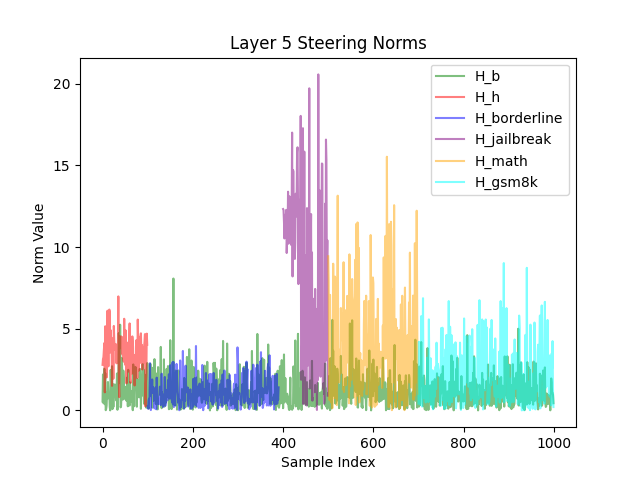 Layer 5 Steering Norms
Norm Value
20
15
10
5
0
H_b
H_h
H_borderline
H_jailbreak
H_math
H_gsm8k
0 200 400 600 800 1000
Sample Index